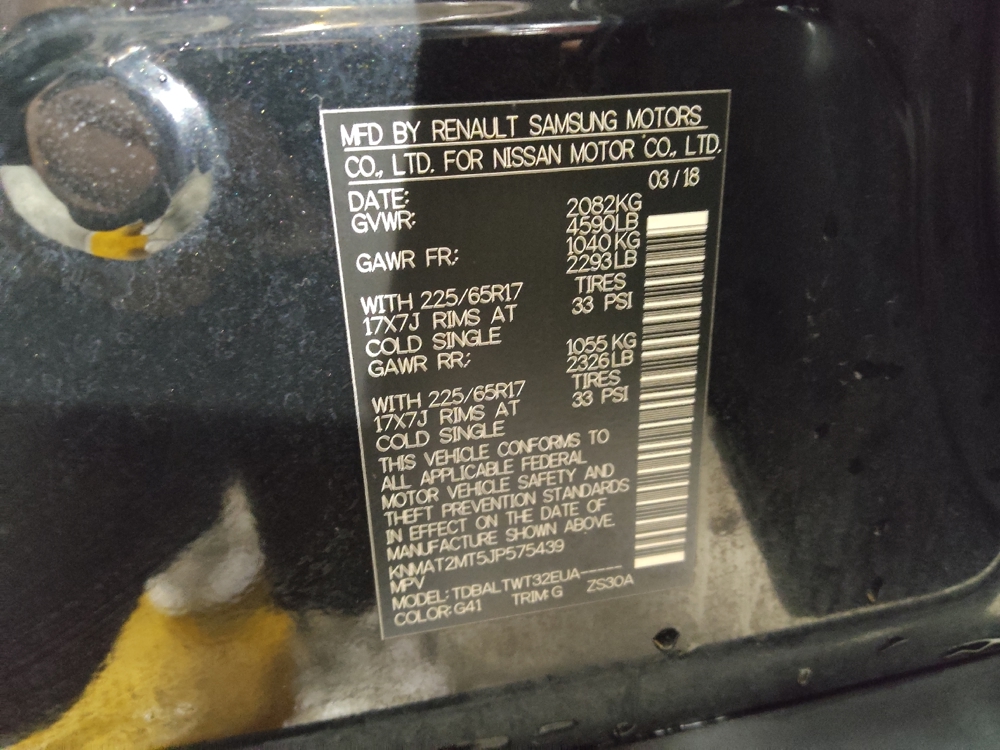 MFD BY RENAULT SAMSUNG MOTORS
CO., LTD. FOR NISSAN MOTOR CO., LTD.
DATE: 03/18
GVWR: 2082KG
4590LB
GAWR FR: 1040KG
2293LB
WITH 225/65R17 TIRES
17X7J RIMS AT 33 PSI
COLD SINGLE
GAWR RR: 1055 KG
2326LB
WITH 225/65R17 TIRES
17X7J RIMS AT 33 PSI
COLD SINGLE
THIS VEHICLE CONFORMS TO
ALL APPLICABLE FEDERAL
MOTOR VEHICLE SAFETY AND
THEFT PREVENTION STANDARDS
IN EFFECT ON THE DATE OF
MANUFACTURE SHOWN ABOVE.
KNMAT2MT5JP575439
MPV
MODEL: TDBALTWT32EUA-----
COLOR: G41 TRIM: G ZS30A